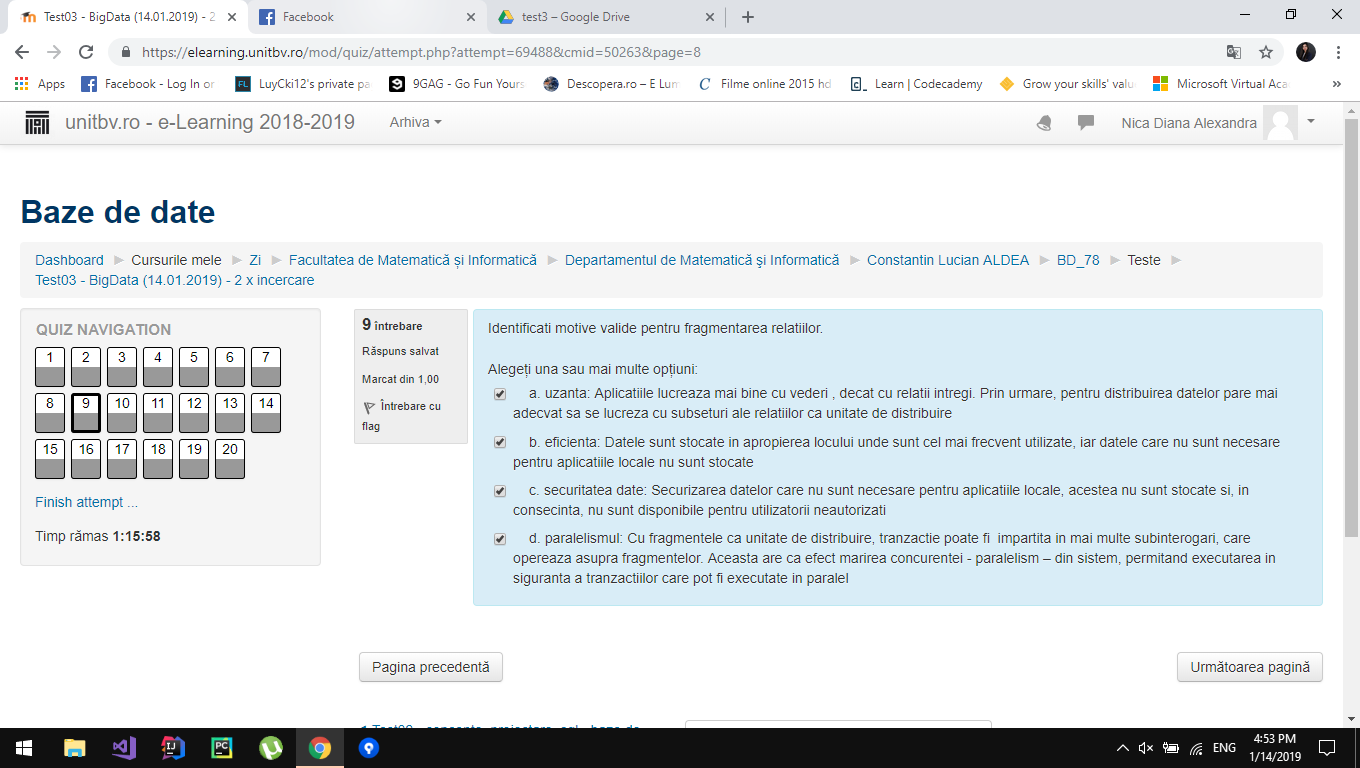 Test03 - BigData (14.01.2019) - 2
Facebook
test3 – Google Drive
https://elearning.unitbv.ro/mod/quiz/attempt.php?attempt=69488&cmid=50263&page=8
Apps
Facebook - Log In or
FL LuyCki12's private pa
9 9GAG - Go Fun Yours
Descopera.ro – E Lum
C Filme online 2015 hd
c_ Learn | Codecademy
Grow your skills' valu
Microsoft Virtual Aca
»
unitbv.ro - e-Learning 2018-2019
Arhiva
Nica Diana Alexandra
Baze de date
Dashboard ► Cursurile mele ► Zi ► Facultatea de Matematică și Informatică ► Departamentul de Matematică şi Informatică ► Constantin Lucian ALDEA ► BD_78 ► Teste ►
Test03 - BigData (14.01.2019) - 2 x incercare
QUIZ NAVIGATION
1 2 3 4 5 6 7
8 9 10 11 12 13 14
15 16 17 18 19 20
Finish attempt ...
Timp rămas 1:15:58
9 întrebare
Răspuns salvat
Marcat din 1,00
Întrebare cu
flag
Identificati motive valide pentru fragmentarea relatiilor.
Alegeți una sau mai multe opțiuni:
a. uzanta: Aplicatiile lucreaza mai bine cu vederi , decat cu relatii intregi. Prin urmare, pentru distribuirea datelor pare mai
adecvat sa se lucreza cu subseturi ale relatiilor ca unitate de distribuire
b. eficienta: Datele sunt stocate in apropierea locului unde sunt cel mai frecvent utilizate, iar datele care nu sunt necesare
pentru aplicatiile locale nu sunt stocate
c. securitatea date: Securizarea datelor care nu sunt necesare pentru aplicatiile locale, acestea nu sunt stocate si, in
consecinta, nu sunt disponibile pentru utilizatorii neautorizati
d. paralelismul: Cu fragmentele ca unitate de distribuire, tranzactie poate fi impartita in mai multe subinterogari, care
opereaza asupra fragmentelor. Aceasta are ca efect marirea concurentei - paralelism – din sistem, permitand executarea in
siguranta a tranzactiilor care pot fi executate in paralel
Pagina precedentă
Următoarea pagină
ENG
4:53 PM
1/14/2019